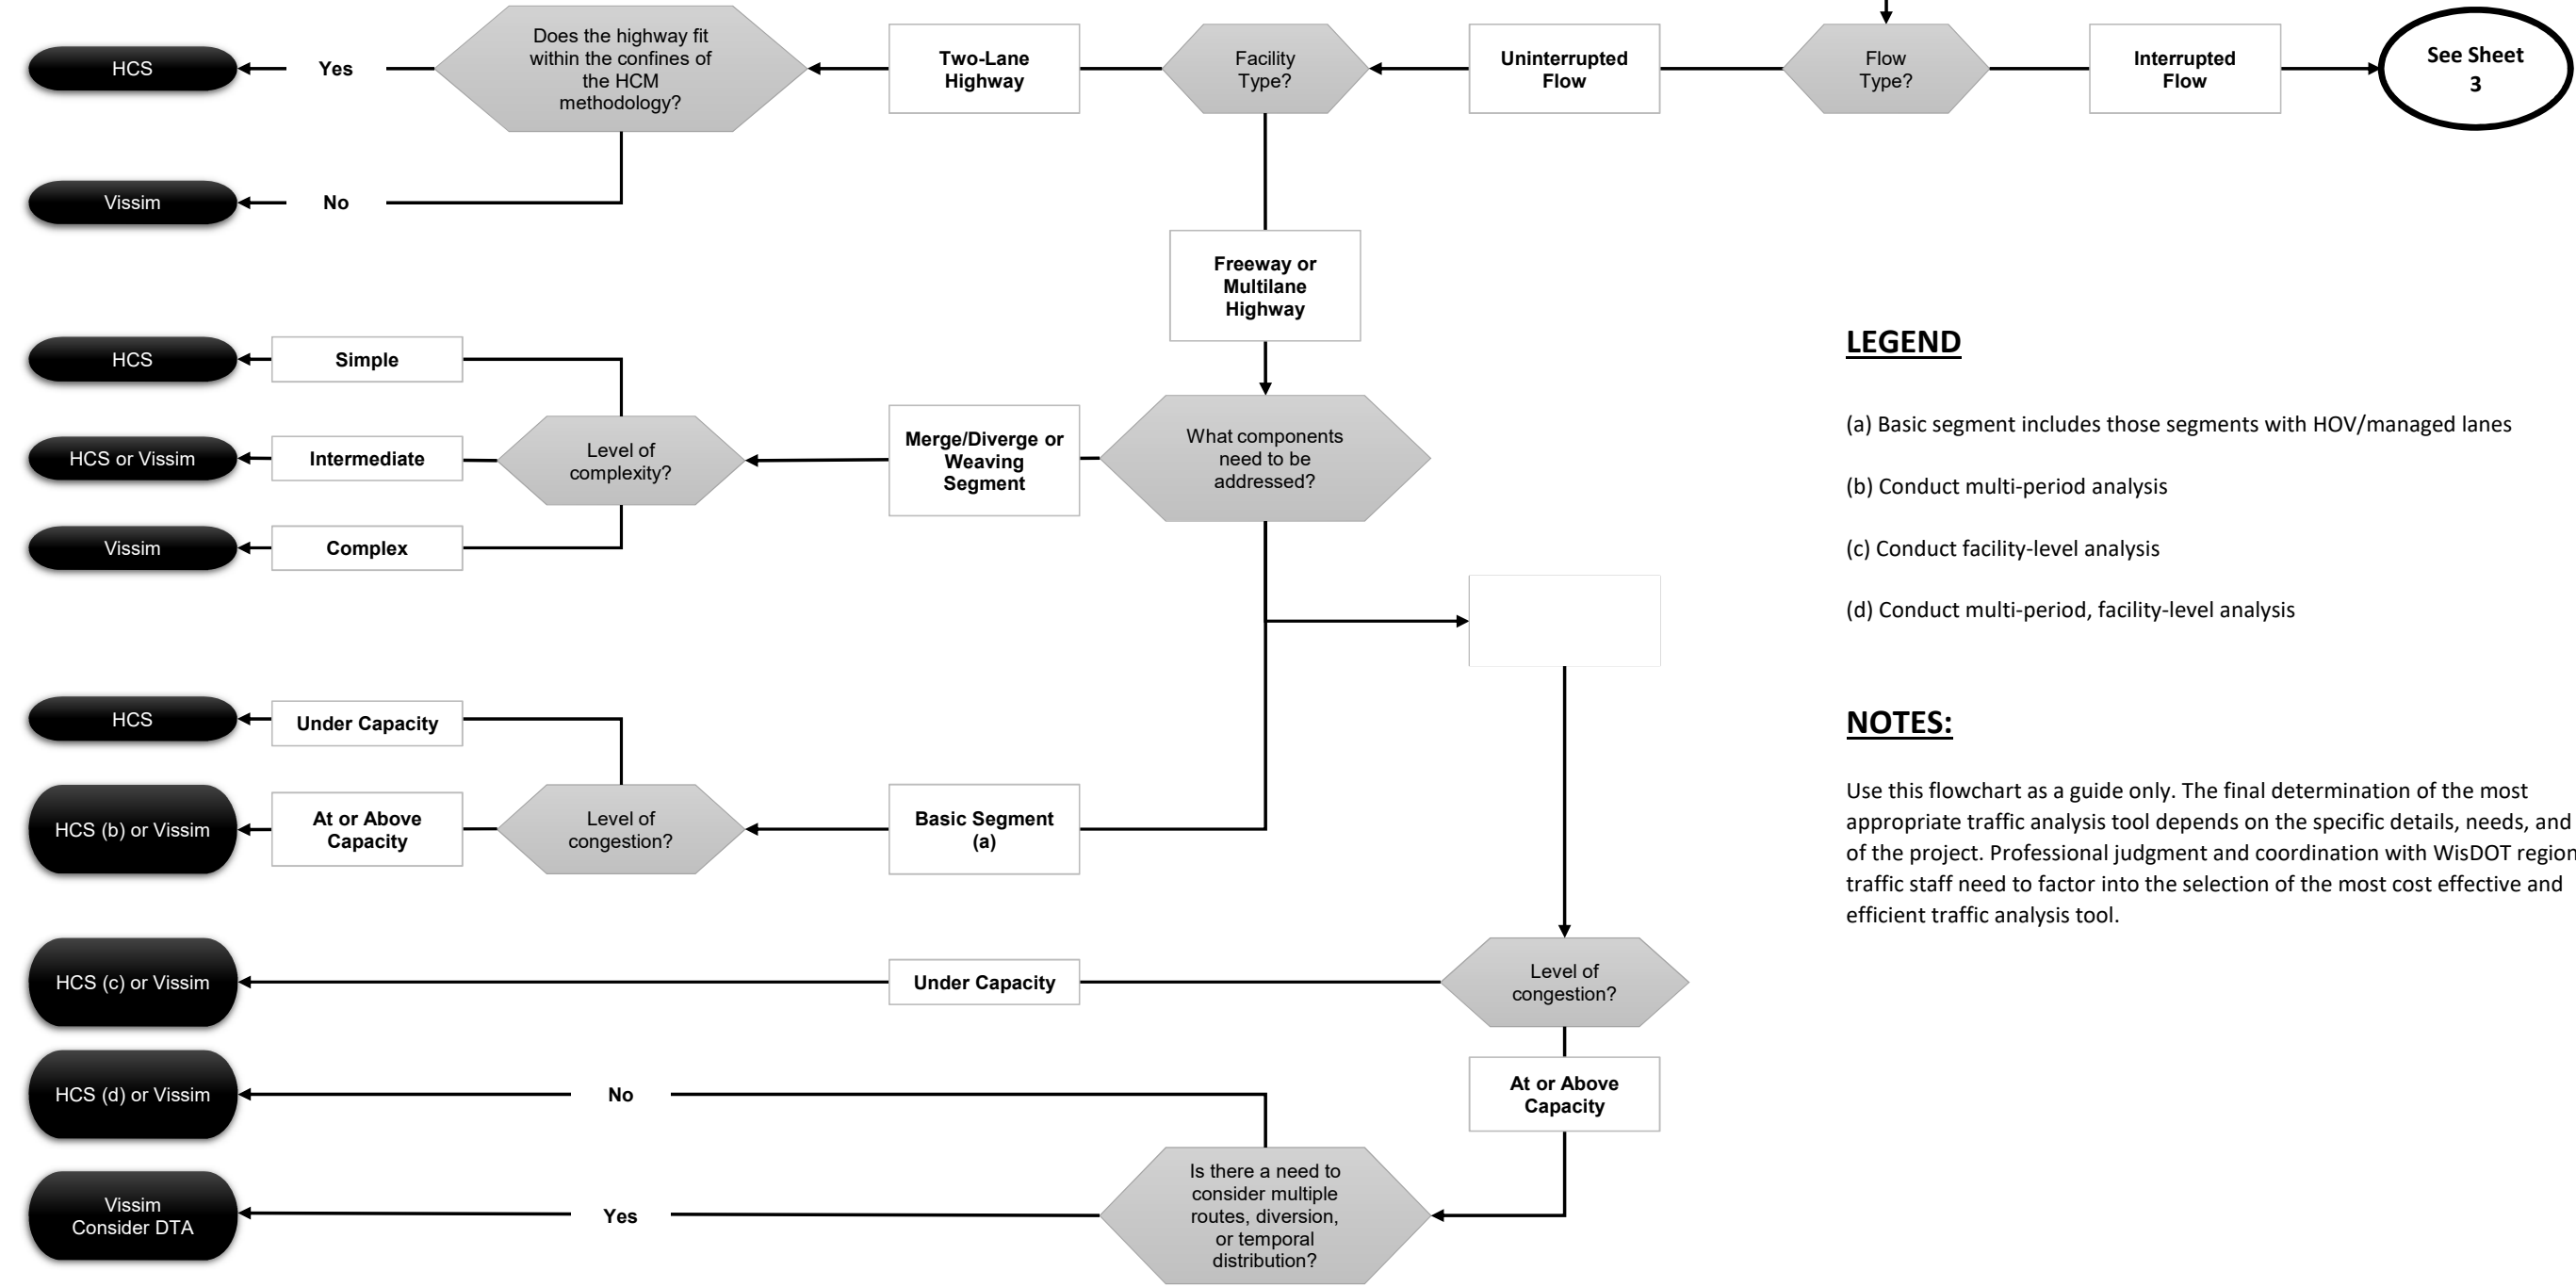 Does the highway fit
within the confines of
the HCM
methodology?
HCS
Yes
Two-Lane
Highway
Facility
Type?
Uninterrupted
Flow
Flow
Type?
Interrupted
Flow
See Sheet
3
Vissim
No
Freeway or
Multilane
Highway
HCS
Simple
HCS or Vissim
Intermediate
Level of
complexity?
Merge/Diverge or
Weaving
Segment
What components
need to be
addressed?
Vissim
Complex
HCS
Under Capacity
HCS (b) or Vissim
At or Above
Capacity
Level of
congestion?
Basic Segment
(a)
HCS (c) or Vissim
Under Capacity
Level of
congestion?
At or Above
Capacity
HCS (d) or Vissim
No
Is there a need to
consider multiple
routes, diversion,
or temporal
distribution?
Vissim
Consider DTA
Yes
LEGEND
(a) Basic segment includes those segments with HOV/managed lanes
(b) Conduct multi-period analysis
(c) Conduct facility-level analysis
(d) Conduct multi-period, facility-level analysis
NOTES:
Use this flowchart as a guide only. The final determination of the most
appropriate traffic analysis tool depends on the specific details, needs, and
of the project. Professional judgment and coordination with WisDOT region
traffic staff need to factor into the selection of the most cost effective and
efficient traffic analysis tool.